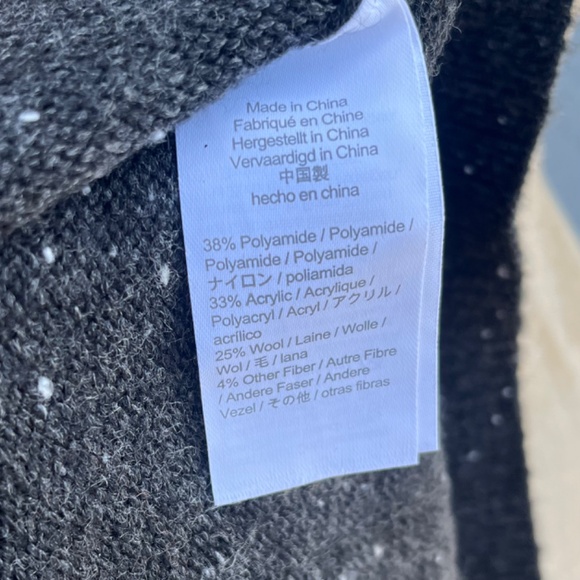 Made in China
Fabriqué en Chine
Hergestellt in China
Vervaardigd in China
中国製
hecho en china
38% Polyamide / Polyamide /
Polyamide / Polyamide /
ナイロン / poliamida
33% Acrylic / Acrylique /
Polyacryl / Acryl / アクリル /
acrílico
25% Wool / Laine / Wolle /
Wol / 毛 / lana
4% Other Fiber / Autre Fibre
/ Andere Faser / Andere
Vezel / その他 / otras fibras